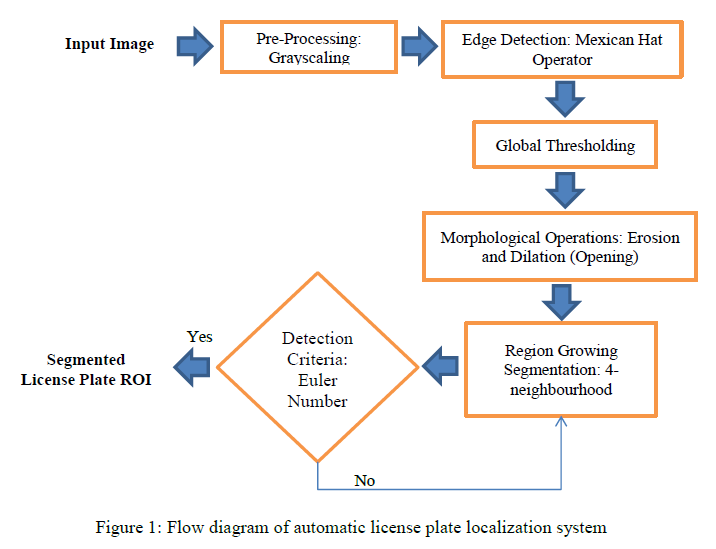 Input Image
Pre-Processing:
Grayscaling
Edge Detection: Mexican Hat
Operator
Global Thresholding
Morphological Operations: Erosion
and Dilation (Opening)
Region Growing
Segmentation: 4-
neighbourhood
Detection
Criteria:
Euler
Number
Yes
Segmented
License Plate ROI
No
Figure 1: Flow diagram of automatic license plate localization system